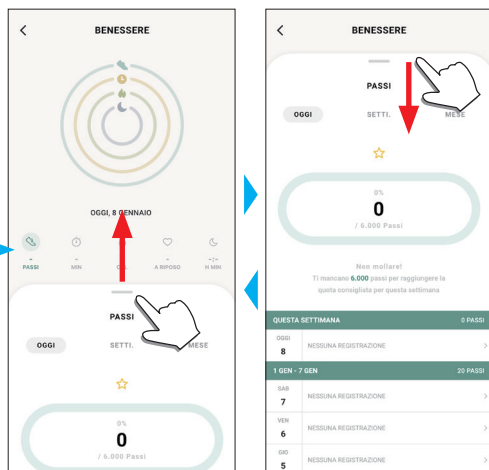 BENESSERE
OGGI, 8 GENNAIO
- - - - -:-
PASSI MIN A RIPOSO H MIN
PASSI
OGGI SETTI. MESE
0%
0
/ 6.000 Passi
BENESSERE
PASSI
OGGI SETTI. MESE
0%
0
/ 6.000 Passi
Non mollare!
Ti mancano 6.000 passi per raggiungere la
quota consigliata per questa settimana
QUESTA SETTIMANA 0 PASSI
OGGI
8 NESSUNA REGISTRAZIONE
1 GEN - 7 GEN 20 PASSI
SAB
7 NESSUNA REGISTRAZIONE
VEN
6 NESSUNA REGISTRAZIONE
GIO
5 NESSUNA REGISTRAZIONE